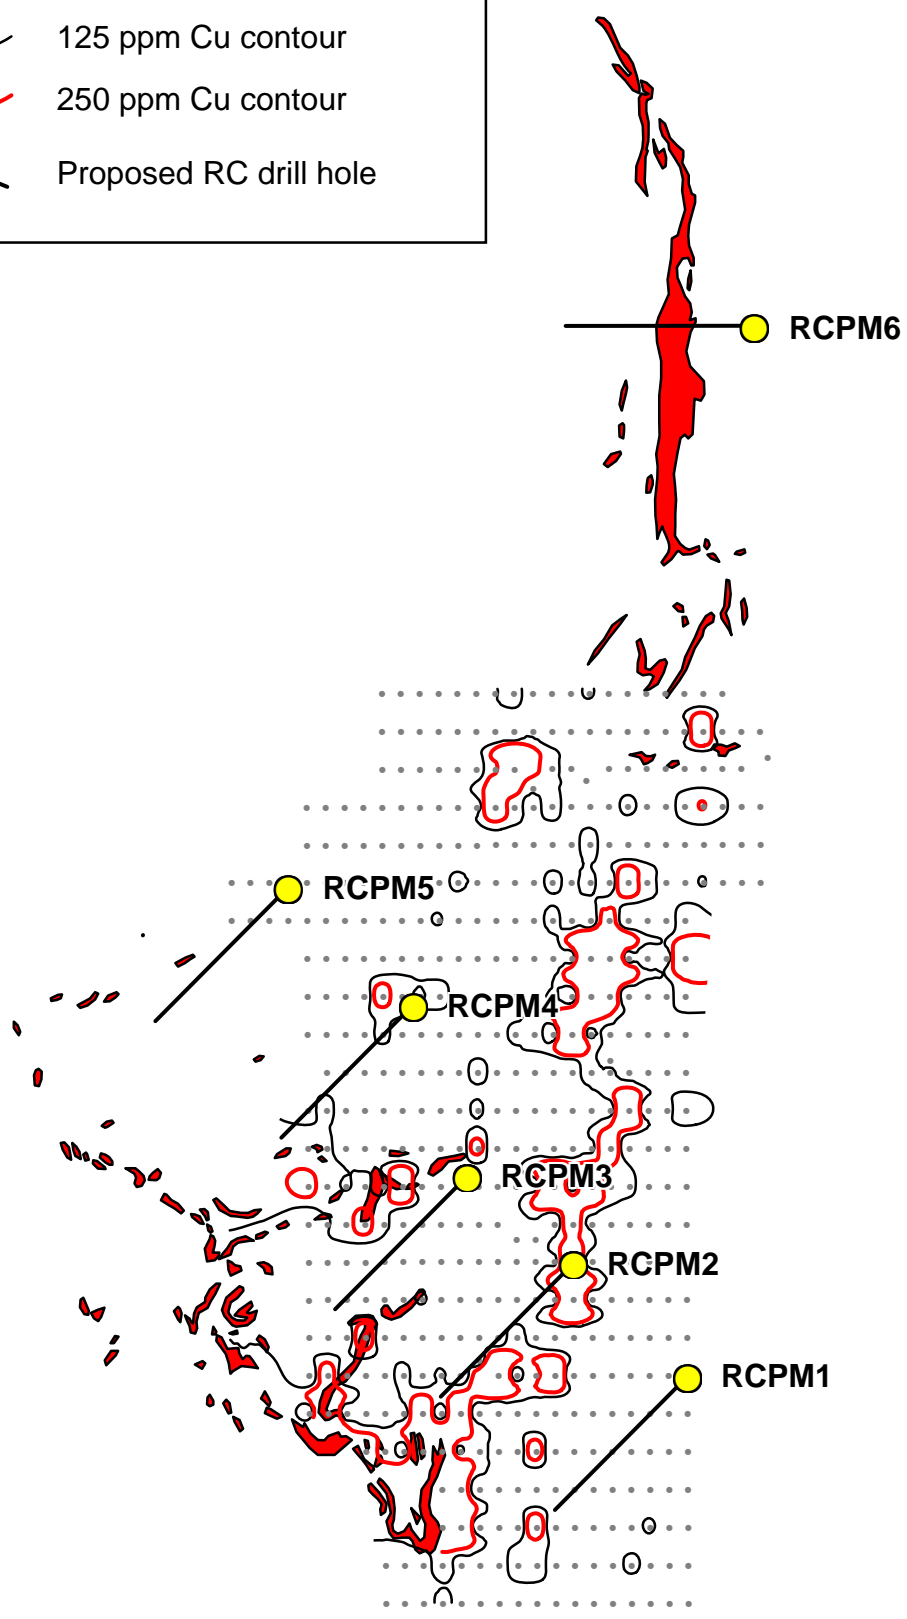 125 ppm Cu contour
250 ppm Cu contour
Proposed RC drill hole
RCPM6
RCPM5
RCPM4
RCPM3
RCPM2
RCPM1